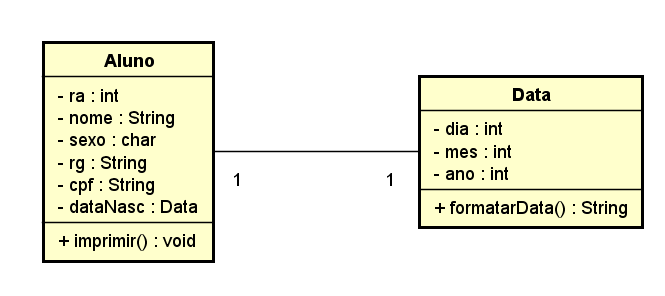 Aluno
- ra : int
- nome : String
- sexo : char
- rg : String
- cpf : String
- dataNasc : Data
+ imprimir() : void
1
1
Data
- dia : int
- mes : int
- ano : int
+ formatarData() : String